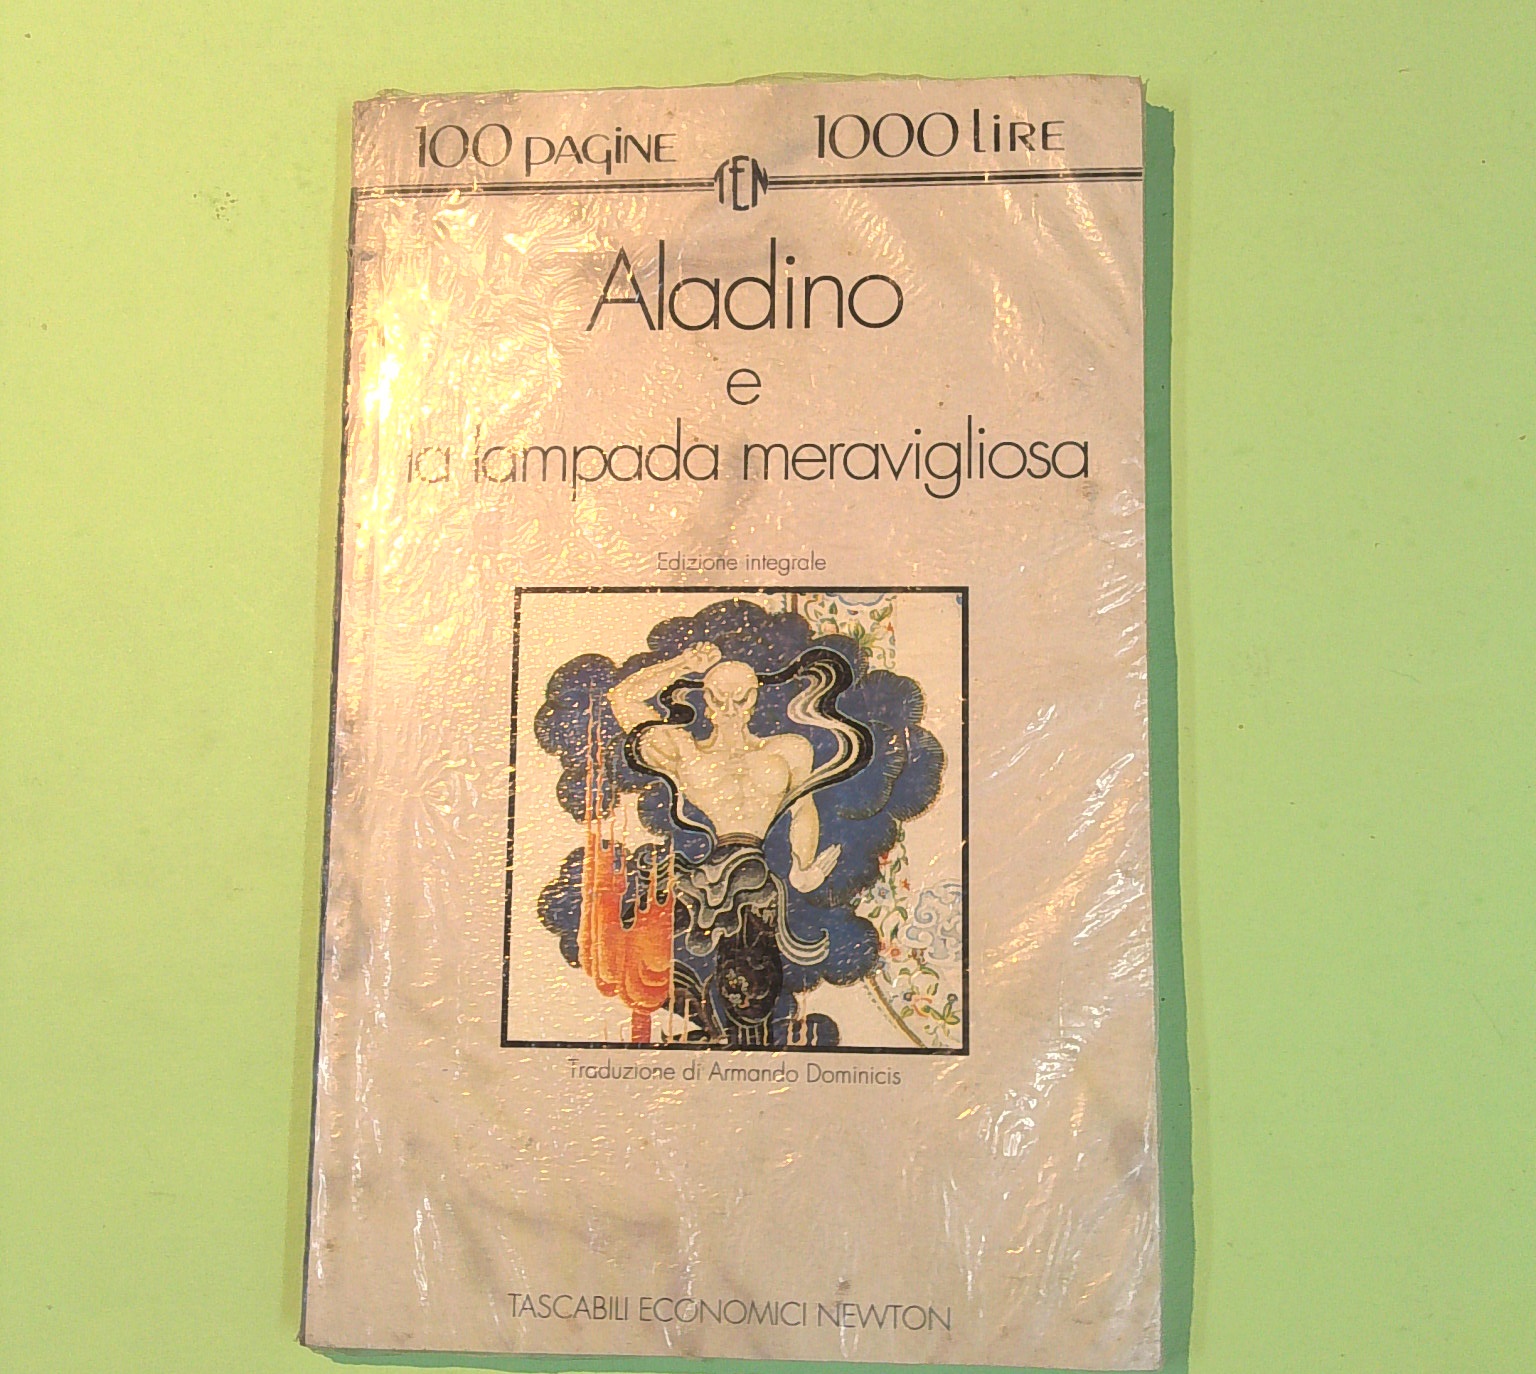 100 PAGiNE 1000 LiRE
TEN
Aladino
e
la lampada meravigliosa
Edizione integrale
Traduzione di Armando Dominicis
TASCABILI ECONOMICI NEWTON